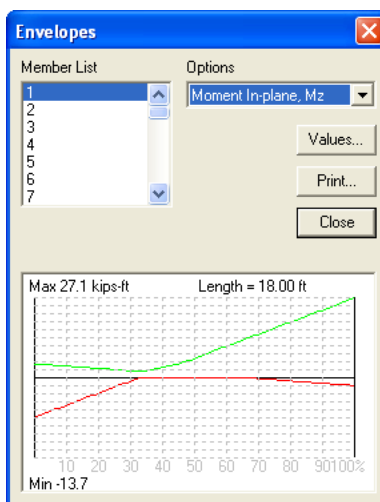 Envelopes
Member List
Options
1
2
3
4
5
6
7
Moment In-plane, Mz
Values...
Print...
Close
Max 27.1 kips-ft Length = 18.00 ft
10 20 30 40 50 60 70 80 90100%
Min -13.7